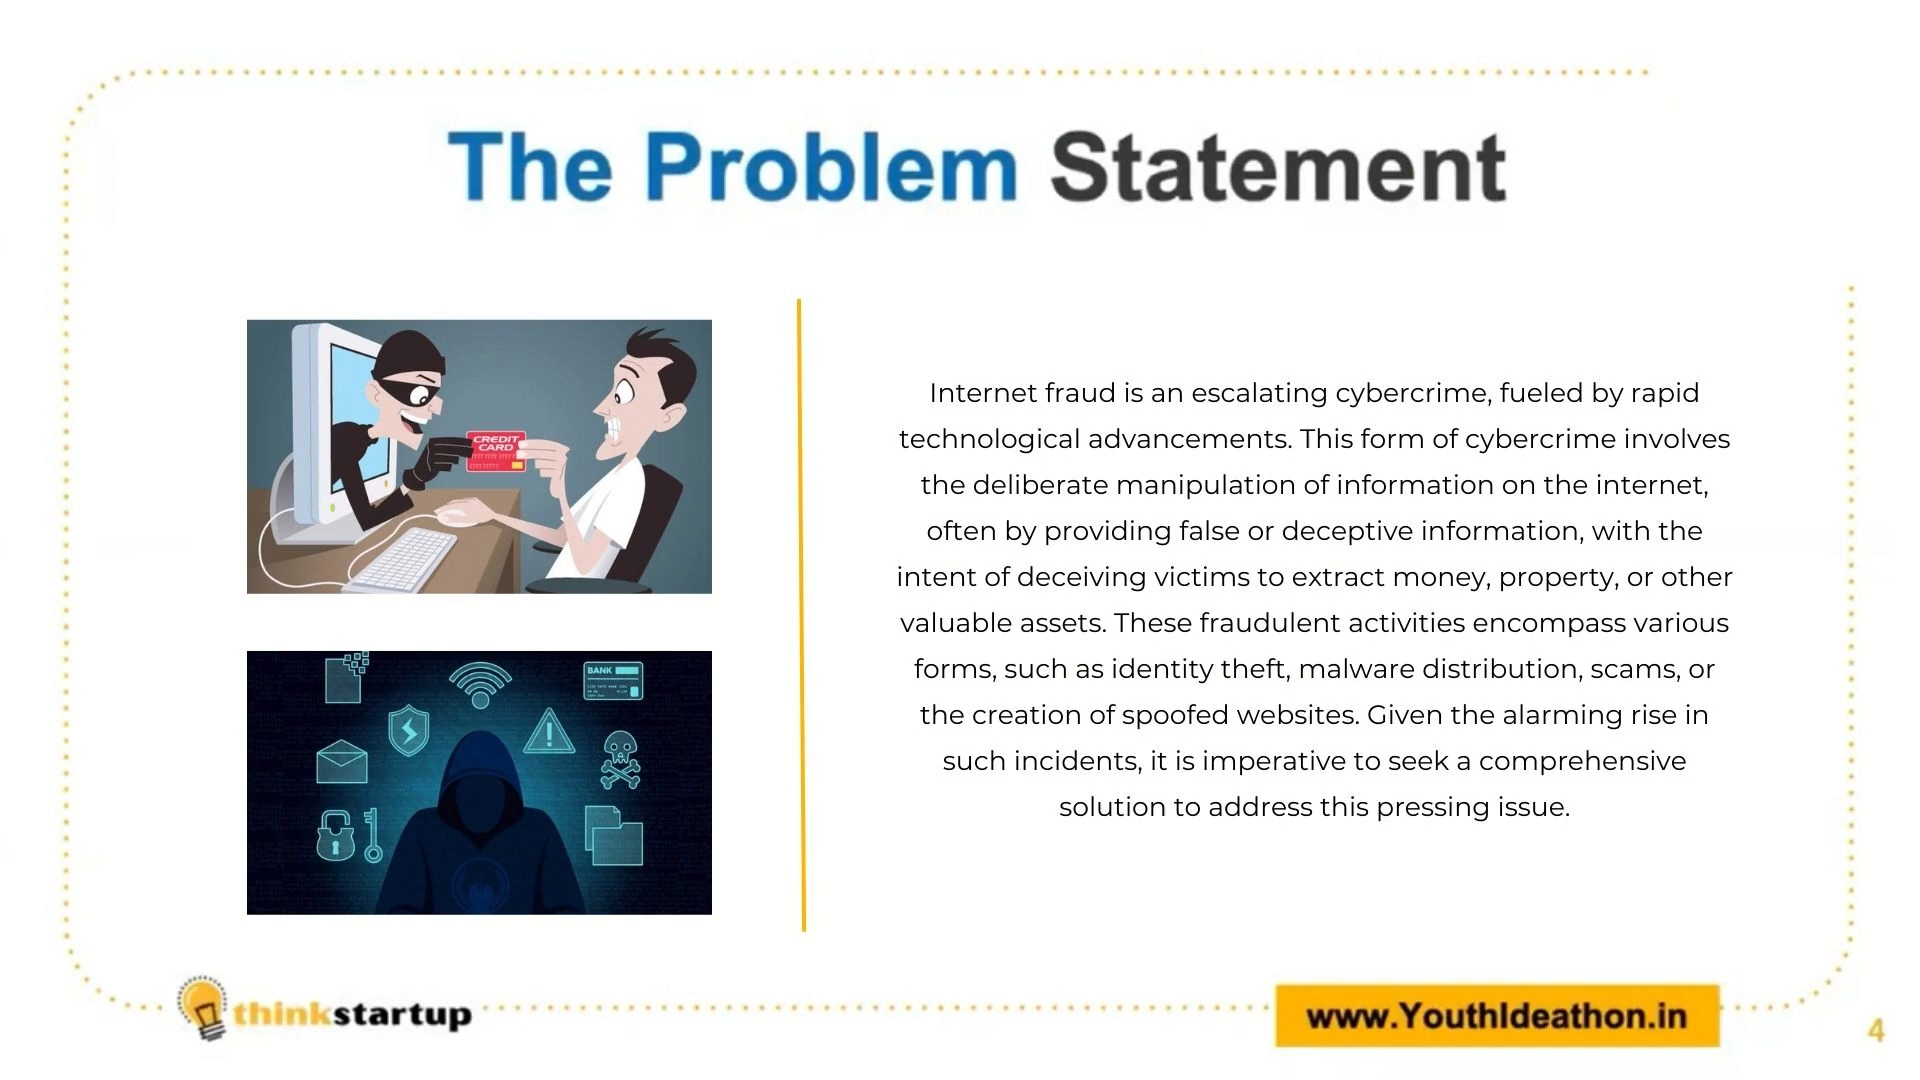 The Problem Statement
CREDIT
CARD
BANK
Internet fraud is an escalating cybercrime, fueled by rapid
technological advancements. This form of cybercrime involves
the deliberate manipulation of information on the internet,
often by providing false or deceptive information, with the
intent of deceiving victims to extract money, property, or other
valuable assets. These fraudulent activities encompass various
forms, such as identity theft, malware distribution, scams, or
the creation of spoofed websites. Given the alarming rise in
such incidents, it is imperative to seek a comprehensive
solution to address this pressing issue.
thinkstartup
www.YouthIdeathon.in
4